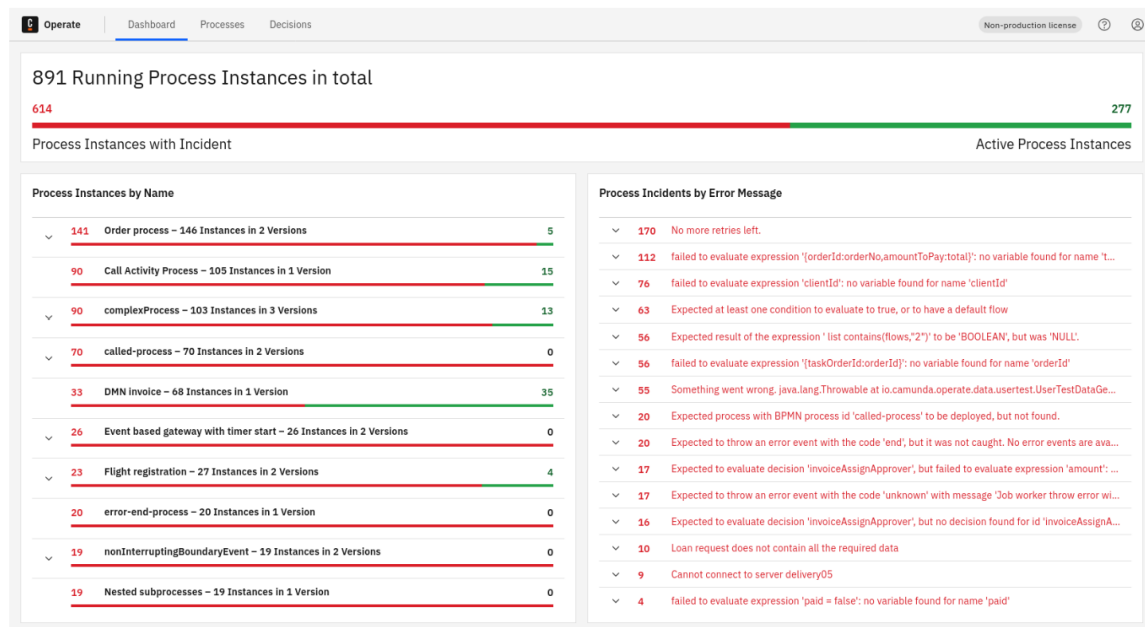 Operate Dashboard Processes Decisions Non-production license
891 Running Process Instances in total
614 277
Process Instances with Incident Active Process Instances
Process Instances by Name
141 Order process – 146 Instances in 2 Versions 5
90 Call Activity Process – 105 Instances in 1 Version 15
90 complexProcess – 103 Instances in 3 Versions 13
70 called-process – 70 Instances in 2 Versions 0
33 DMN invoice – 68 Instances in 1 Version 35
26 Event based gateway with timer start – 26 Instances in 2 Versions 0
23 Flight registration – 27 Instances in 2 Versions 4
20 error-end-process – 20 Instances in 1 Version 0
19 nonInterruptingBoundaryEvent – 19 Instances in 2 Versions 0
19 Nested subprocesses – 19 Instances in 1 Version 0
Process Incidents by Error Message
170 No more retries left.
112 failed to evaluate expression '{orderId:orderNo,amountToPay:total}': no variable found for name 't...
76 failed to evaluate expression 'clientId': no variable found for name 'clientId'
63 Expected at least one condition to evaluate to true, or to have a default flow
56 Expected result of the expression ' list contains(flows,"2")' to be 'BOOLEAN', but was 'NULL'.
56 failed to evaluate expression '{taskOrderId:orderId}': no variable found for name 'orderId'
55 Something went wrong. java.lang.Throwable at io.camunda.operate.data.usertest.UserTestDataGe...
20 Expected process with BPMN process id 'called-process' to be deployed, but not found.
20 Expected to throw an error event with the code 'end', but it was not caught. No error events are ava...
17 Expected to evaluate decision 'invoiceAssignApprover', but failed to evaluate expression 'amount': ...
17 Expected to throw an error event with the code 'unknown' with message 'Job worker throw error wi...
16 Expected to evaluate decision 'invoiceAssignApprover', but no decision found for id 'invoiceAssignA...
10 Loan request does not contain all the required data
9 Cannot connect to server delivery05
4 failed to evaluate expression 'paid = false': no variable found for name 'paid'